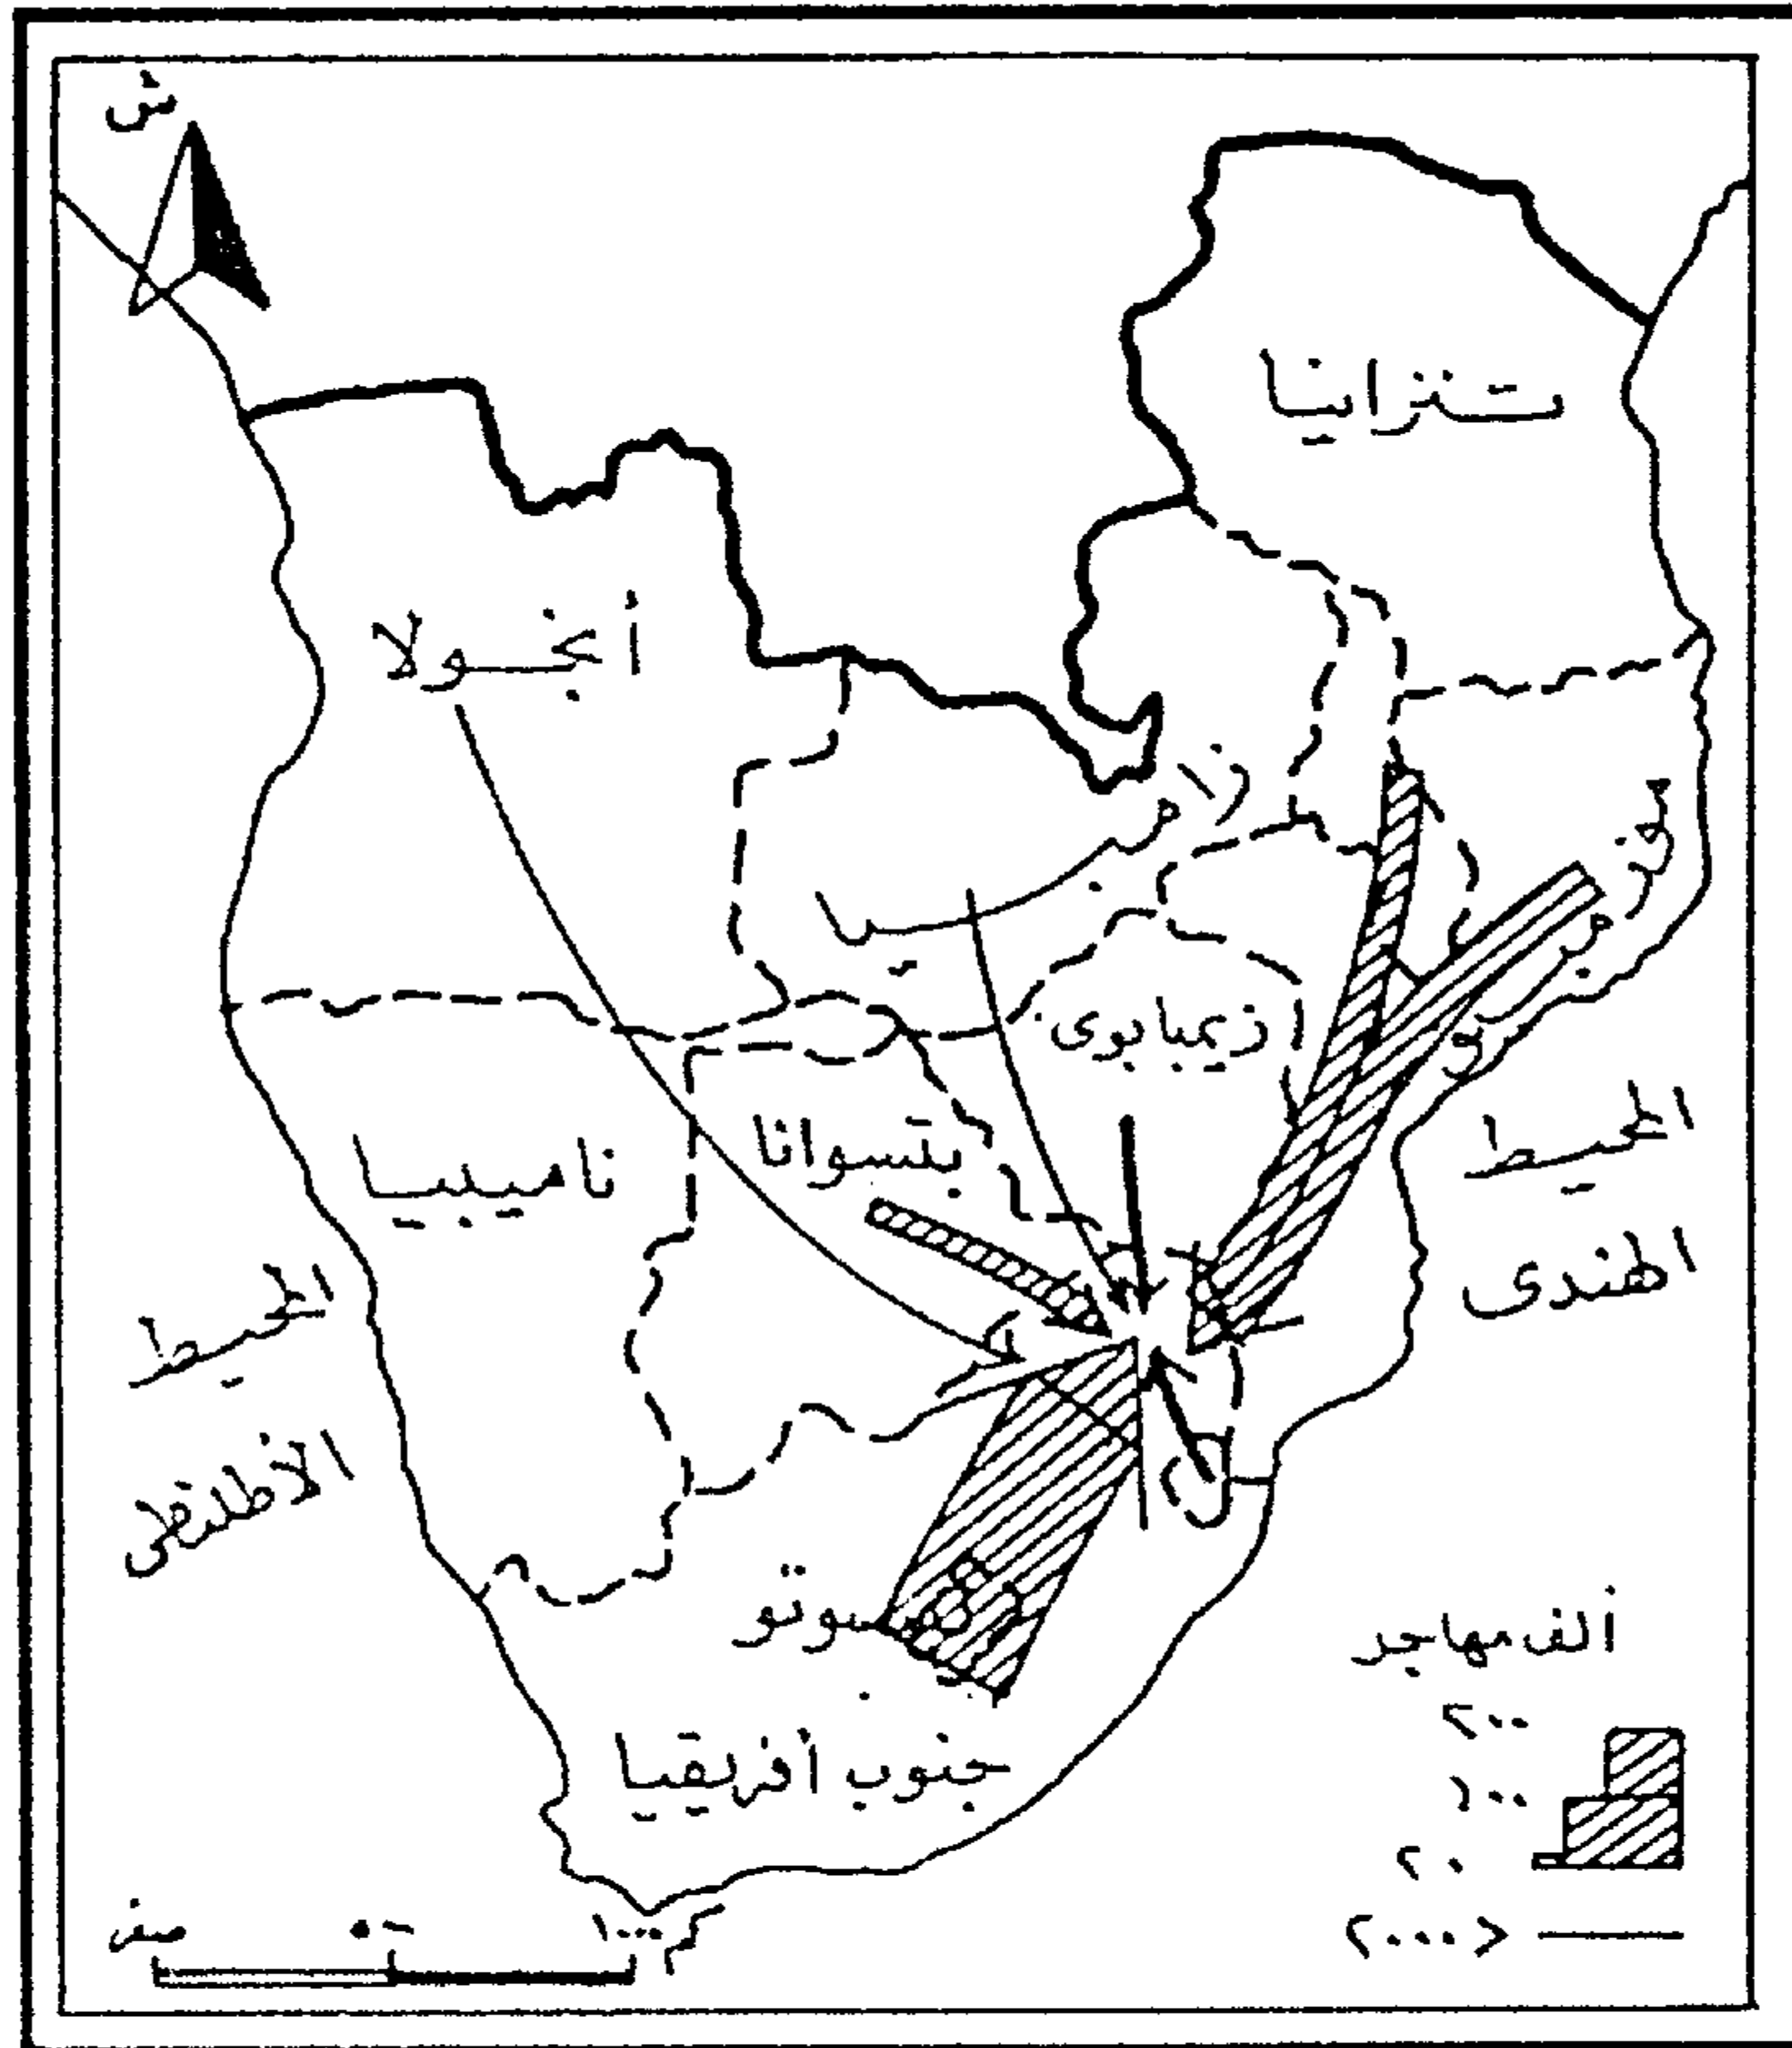 ش
تنزانيا
أنجولا
زامبيا
موزمبيق
زيمبابوى
بتسوانا
ناميبيا
المحيط
الهندى
المحيط
الأطلنطى
ليسوتو
جنوب أفريقيا
ألف مهاجر
٢٠٠
١٠٠
٢٠
< ٢٠٠٠
صفر ٥٠٠ ١٠٠٠ كم